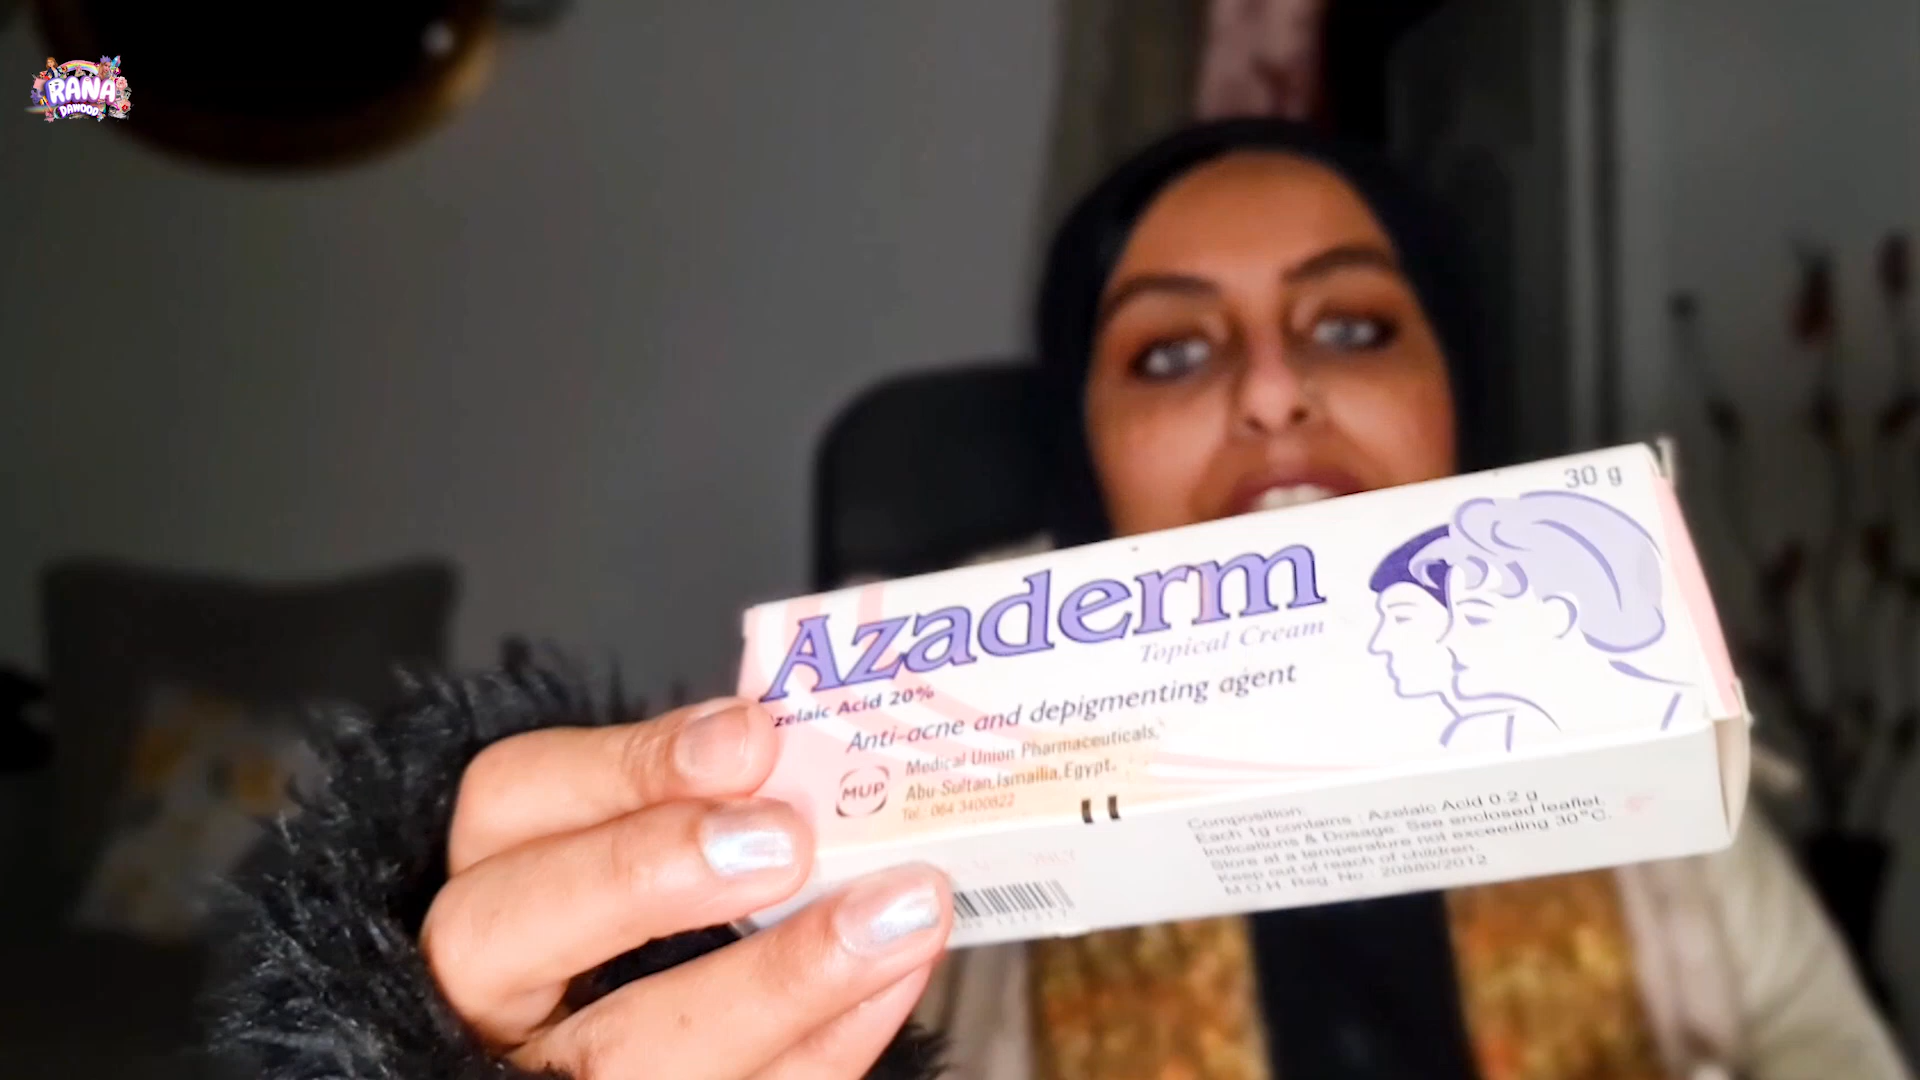 RANA
DAWOOD
30 g
Azaderm
Topical Cream
zelaic Acid 20%
Anti-acne and depigmenting agent
MUP
Medical Union Pharmaceuticals,
Abu-Sultan, Ismailia, Egypt.
Tel.: 064 3400622
Composition:
Each 1g contains : Azelaic Acid 0.2 g
Indications & Dosage: See enclosed leaflet.
Store at a temperature not exceeding 30°C.
Keep out of reach of children.
M.O.H. Reg. No : 20880/2012